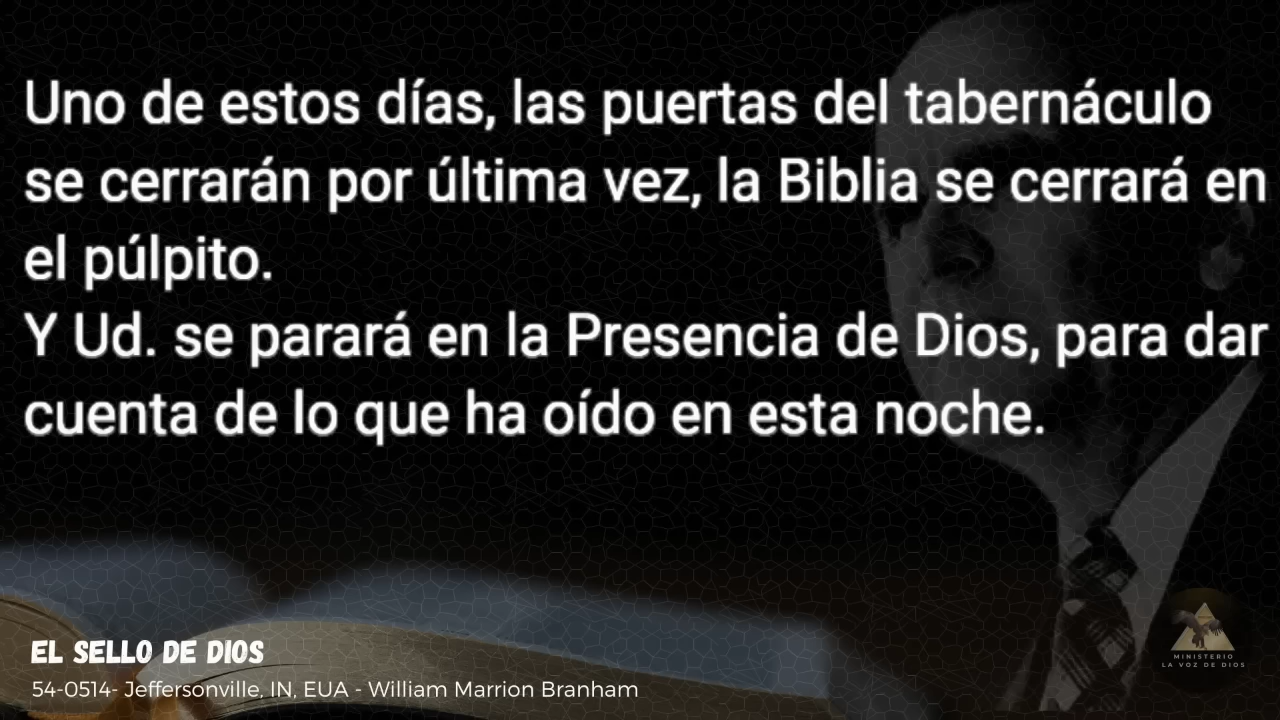 Uno de estos días, las puertas del tabernáculo
se cerrarán por última vez, la Biblia se cerrará en
el púlpito.
Y Ud. se parará en la Presencia de Dios, para dar
cuenta de lo que ha oído en esta noche.
EL SELLO DE DIOS
54-0514- Jeffersonville, IN, EUA - William Marrion Branham
MINISTERIO
LA VOZ DE DIOS